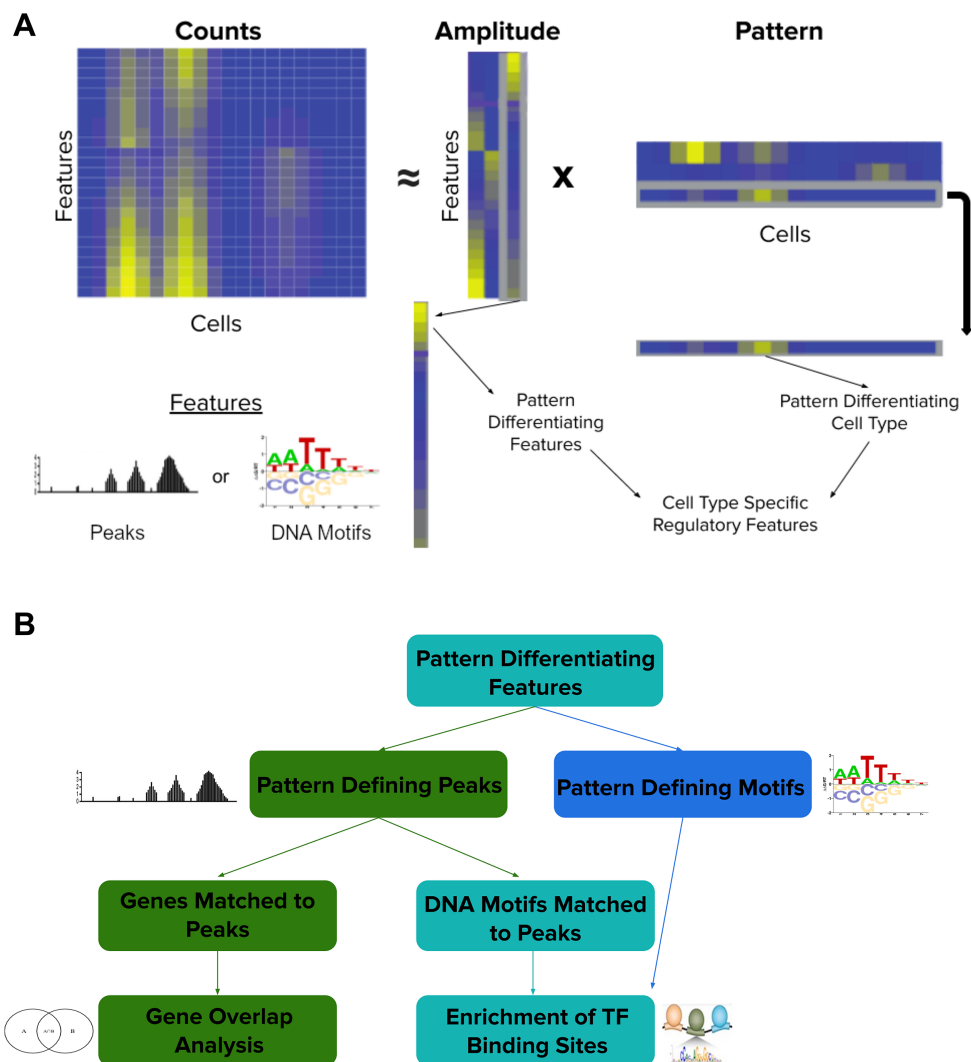 A
Counts
Amplitude
Pattern
Features
Features
≈
x
Cells
Cells
Features
Pattern
Differentiating
Features
Pattern Differentiating
Cell Type
Cell Type Specific
Regulatory Features
or
Peaks
DNA Motifs
B
Pattern Differentiating
Features
Pattern Defining Peaks
Pattern Defining Motifs
Genes Matched to
Peaks
DNA Motifs Matched
to Peaks
Gene Overlap
Analysis
Enrichment of TF
Binding Sites
A
B